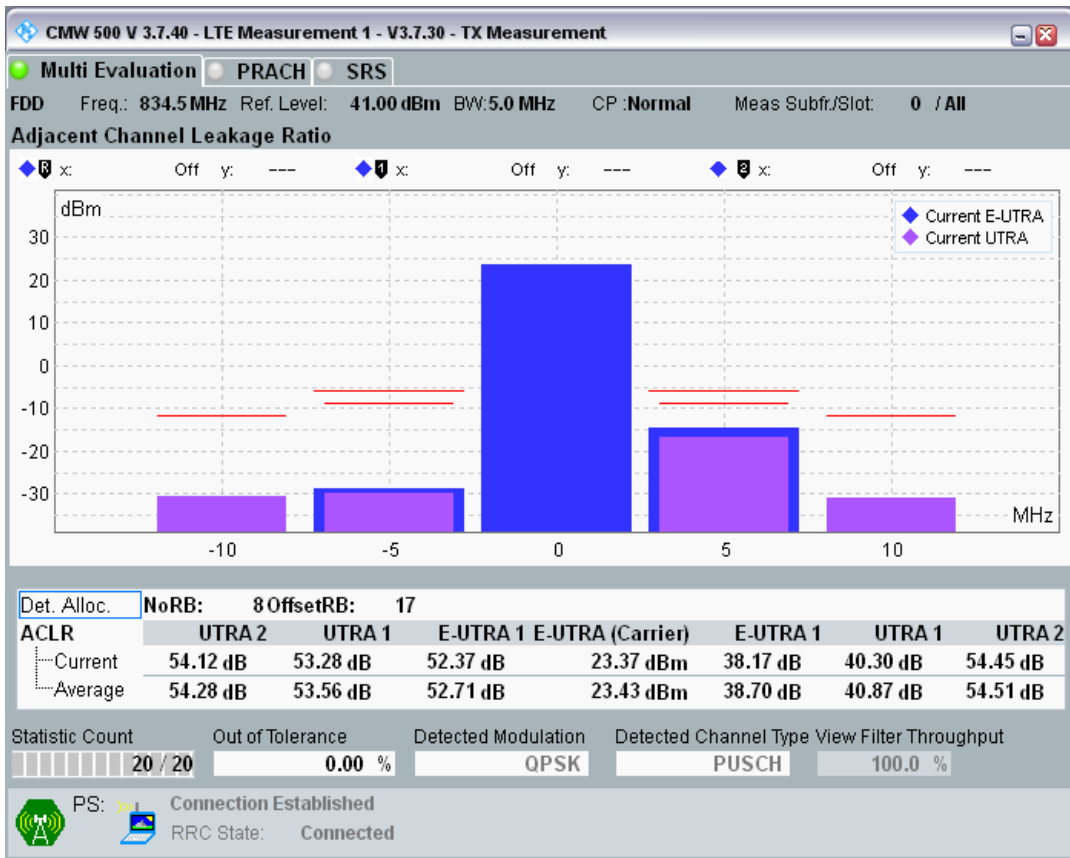 CMW 500 V 3.7.40 - LTE Measurement 1 - V3.7.30 - TX Measurement
Multi Evaluation PRACH SRS
FDD Freq.: 834.5 MHz Ref. Level: 41.00 dBm BW:5.0 MHz CP :Normal Meas Subfr./Slot: 0 / All
Adjacent Channel Leakage Ratio
R x: Off y: --- 1 x: Off y: --- 2 x: Off y: ---
dBm
Current E-UTRA
Current UTRA
30
20
10
0
-10
-20
-30
MHz
-10 -5 0 5 10
Det. Alloc. NoRB: 8 OffsetRB: 17
ACLR UTRA 2 UTRA 1 E-UTRA 1 E-UTRA (Carrier) E-UTRA 1 UTRA 1 UTRA 2
Current 54.12 dB 53.28 dB 52.37 dB 23.37 dBm 38.17 dB 40.30 dB 54.45 dB
Average 54.28 dB 53.56 dB 52.71 dB 23.43 dBm 38.70 dB 40.87 dB 54.51 dB
Statistic Count Out of Tolerance Detected Modulation Detected Channel Type View Filter Throughput
20 / 20 0.00 % QPSK PUSCH 100.0 %
PS: Connection Established
RRC State: Connected